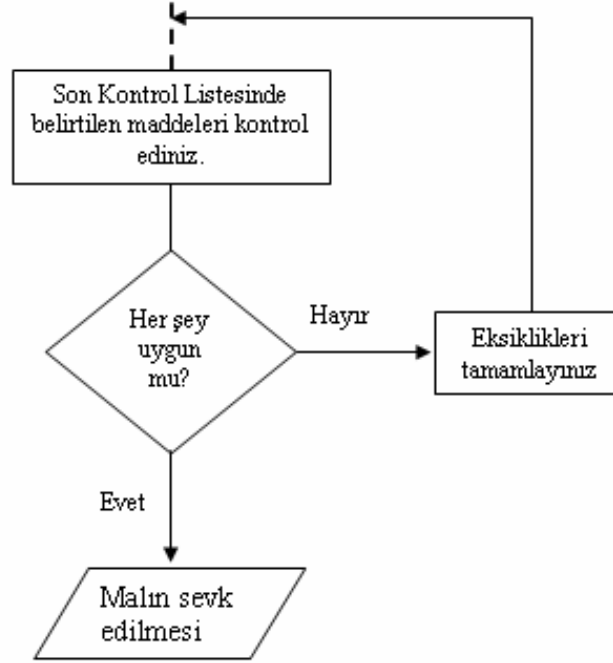 Son Kontrol Listesinde
belirtilen maddeleri kontrol
ediniz.
Her şey
uygun
mu?
Hayır
Eksiklikleri
tamamlayınız
Evet
Malın sevk
edilmesi